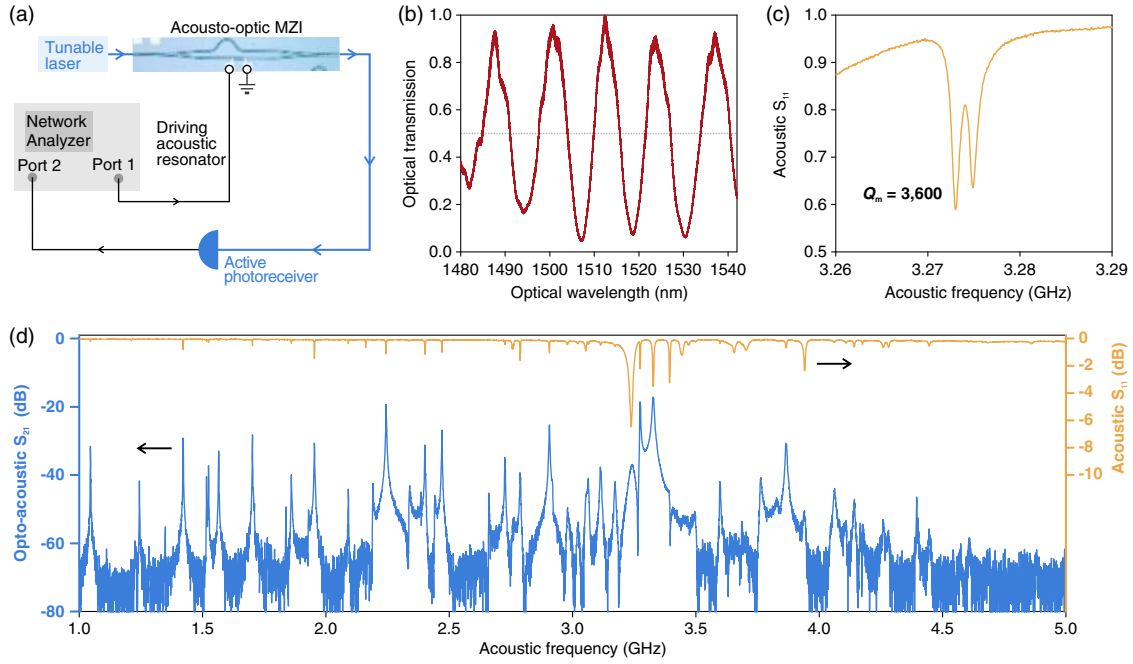 (a)
Acousto-optic MZI
Tunable
laser
Network
Analyzer
Port 2
Port 1
Driving
acoustic
resonator
Active
photoreceiver
(b)
Optical transmission
1.0
0.8
0.6
0.4
0.2
0.0
1480 1490 1500 1510 1520 1530 1540
Optical wavelength (nm)
(c)
Acoustic S₁₁
1.0
0.9
0.8
0.7
0.6
0.5
Qₘ = 3,600
3.26 3.27 3.28 3.29
Acoustic frequency (GHz)
(d)
Opto-acoustic S₂₁ (dB)
0
-20
-40
-60
-80
0
-2
-4
-6
-8
-10
Acoustic S₁₁ (dB)
1.0 1.5 2.0 2.5 3.0 3.5 4.0 4.5 5.0
Acoustic frequency (GHz)